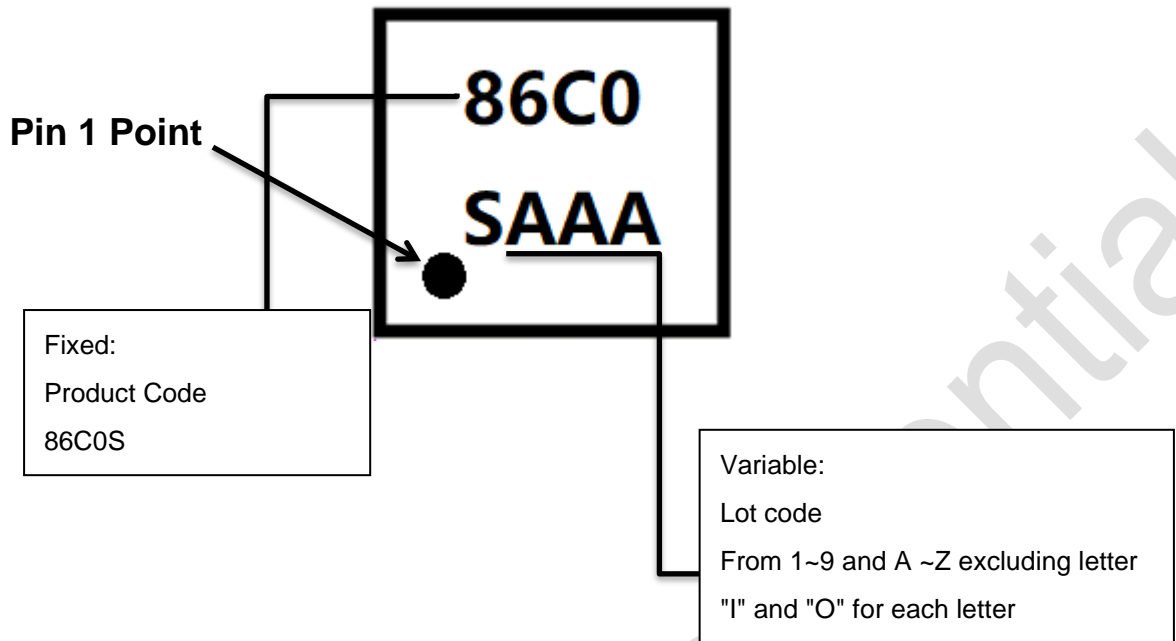 86C0
Pin 1 Point
SAAA
Fixed:
Product Code
86C0S
Variable:
Lot code
From 1~9 and A ~Z excluding letter
"I" and "O" for each letter